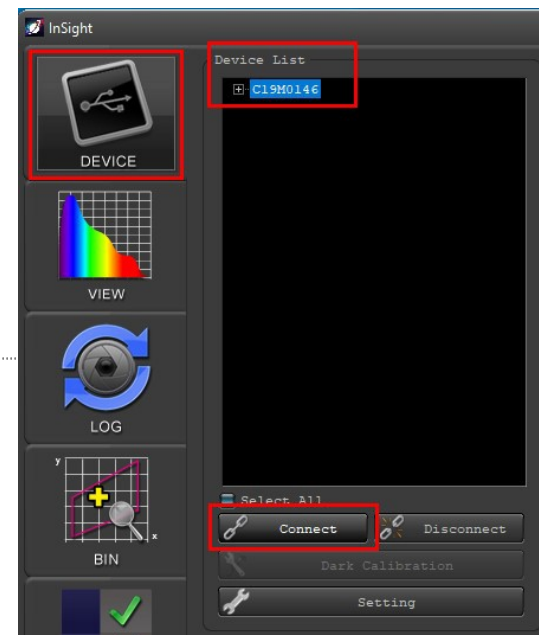 InSight
DEVICE
VIEW
LOG
y
x
BIN
Device List
C19M0146
Select All
Connect
Disconnect
Dark Calibration
Setting